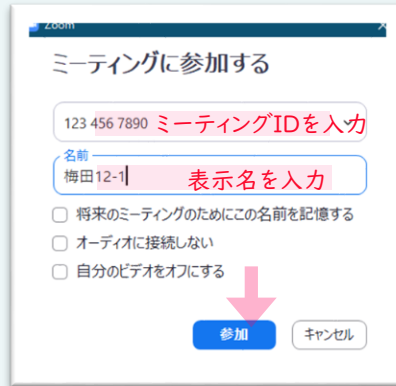 Zoom
ミーティングに参加する
123 456 7890 ミーティングIDを入力
名前
梅田12-1 表示名を入力
将来のミーティングのためにこの名前を記憶する
オーディオに接続しない
自分のビデオをオフにする
参加 キャンセル